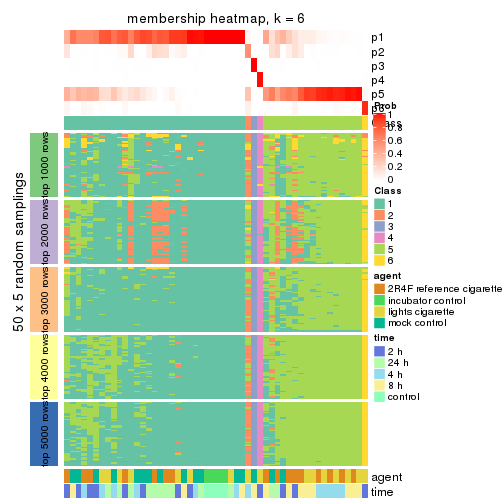 membership heatmap, k = 6
p1
p2
p3
p4
p5
p6
Class
Prob
1
0.8
0.6
0.4
0.2
0
Class
1
2
3
4
5
6
agent
2R4F reference cigarette
incubator control
lights cigarette
mock control
time
2 h
24 h
4 h
8 h
control
50 x 5 random samplings
top 1000 rows
top 2000 rows
top 3000 rows
top 4000 rows
top 5000 rows
agent
time